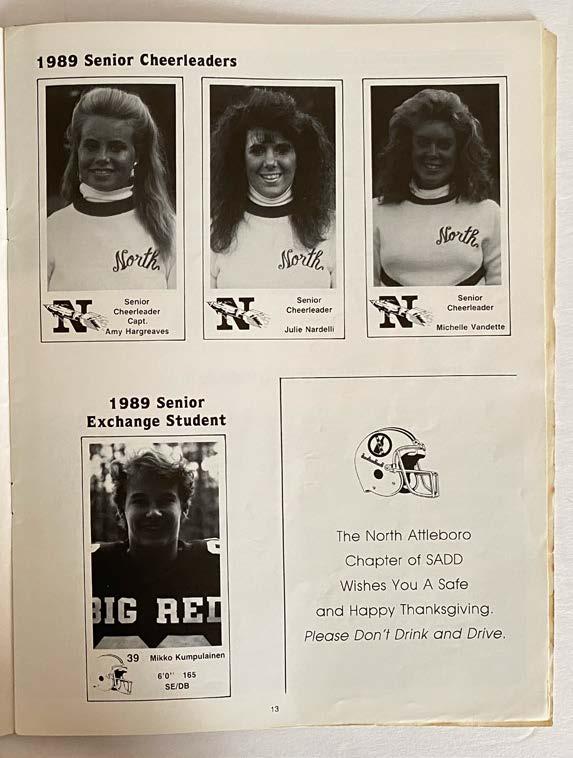 1989 Senior Cheerleaders
North
North
North
N
Senior
Cheerleader
Capt.
Amy Hargreaves
N
Senior
Cheerleader
Julie Nardelli
N
Senior
Cheerleader
Michelle Vandette
1989 Senior
Exchange Student
BIG RED
39 Mikko Kumpulainen
6'0" 165
SE/DB
The North Attleboro
Chapter of SADD
Wishes You A Safe
and Happy Thanksgiving.
Please Don't Drink and Drive.
13